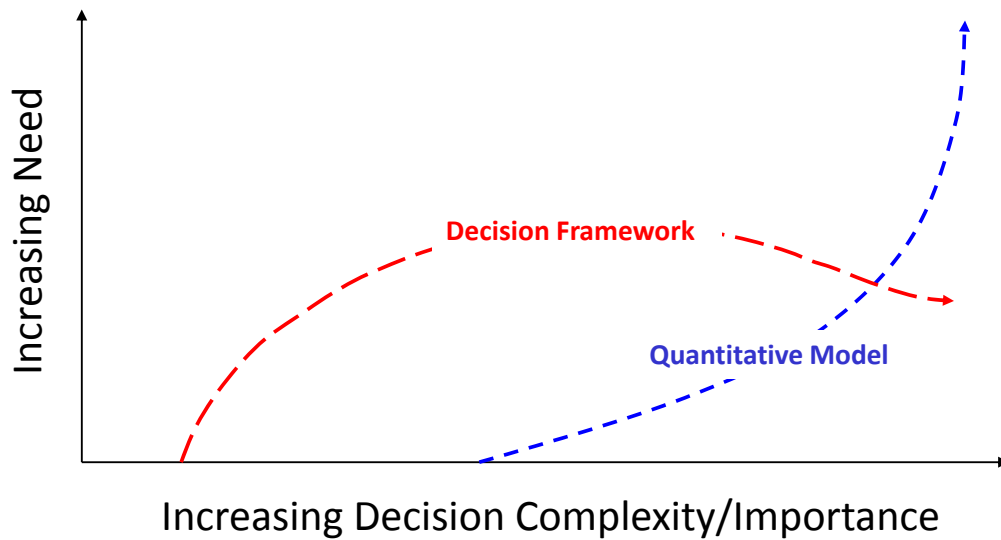 Increasing Need
Decision Framework
Quantitative Model
Increasing Decision Complexity/Importance